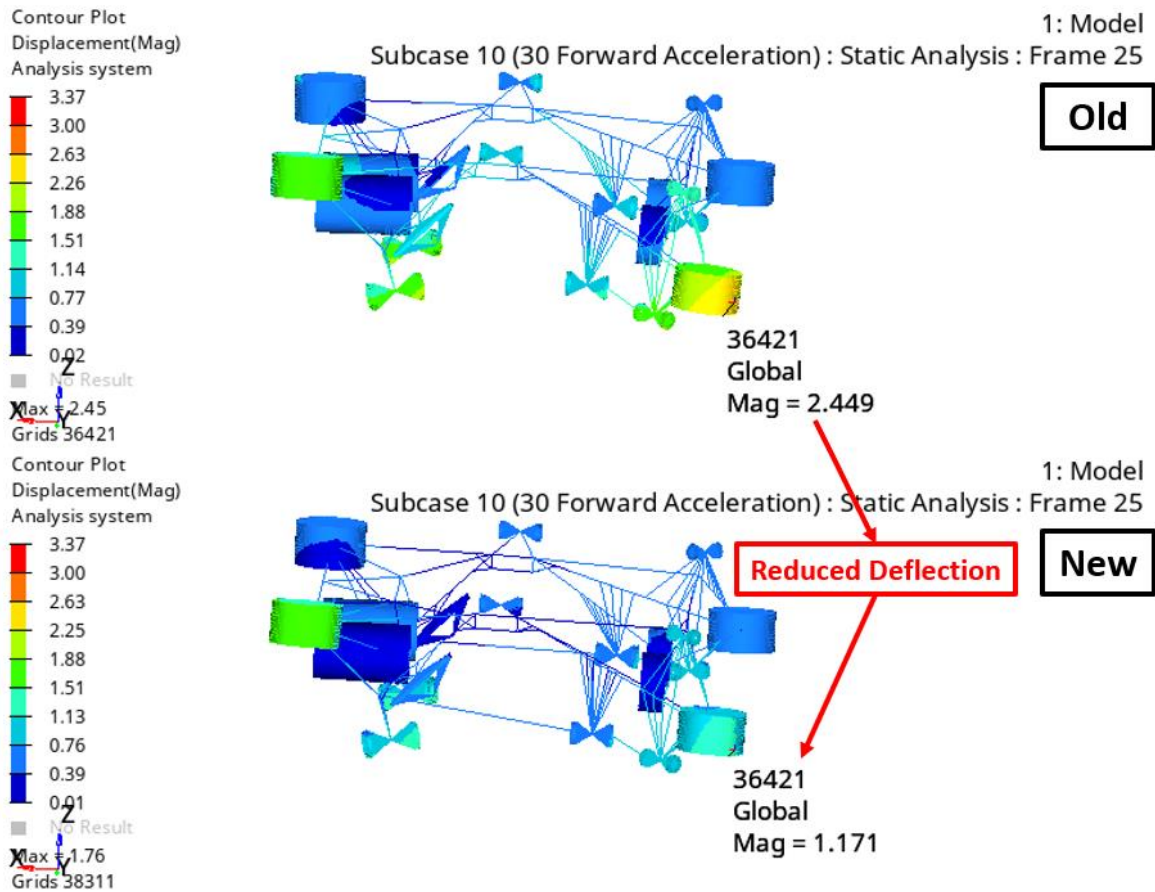 Contour Plot
Displacement(Mag)
Analysis system
3.37
3.00
2.63
2.26
1.88
1.51
1.14
0.77
0.39
0.02
No Result
Max = 2.45
Grids 36421
Z
X
Y
1: Model
Subcase 10 (30 Forward Acceleration) : Static Analysis : Frame 25
Old
36421
Global
Mag = 2.449
Contour Plot
Displacement(Mag)
Analysis system
3.37
3.00
2.63
2.25
1.88
1.51
1.13
0.76
0.39
0.01
No Result
Max = 1.76
Grids 38311
Z
X
Y
1: Model
Subcase 10 (30 Forward Acceleration) : Static Analysis : Frame 25
Reduced Deflection
New
36421
Global
Mag = 1.171